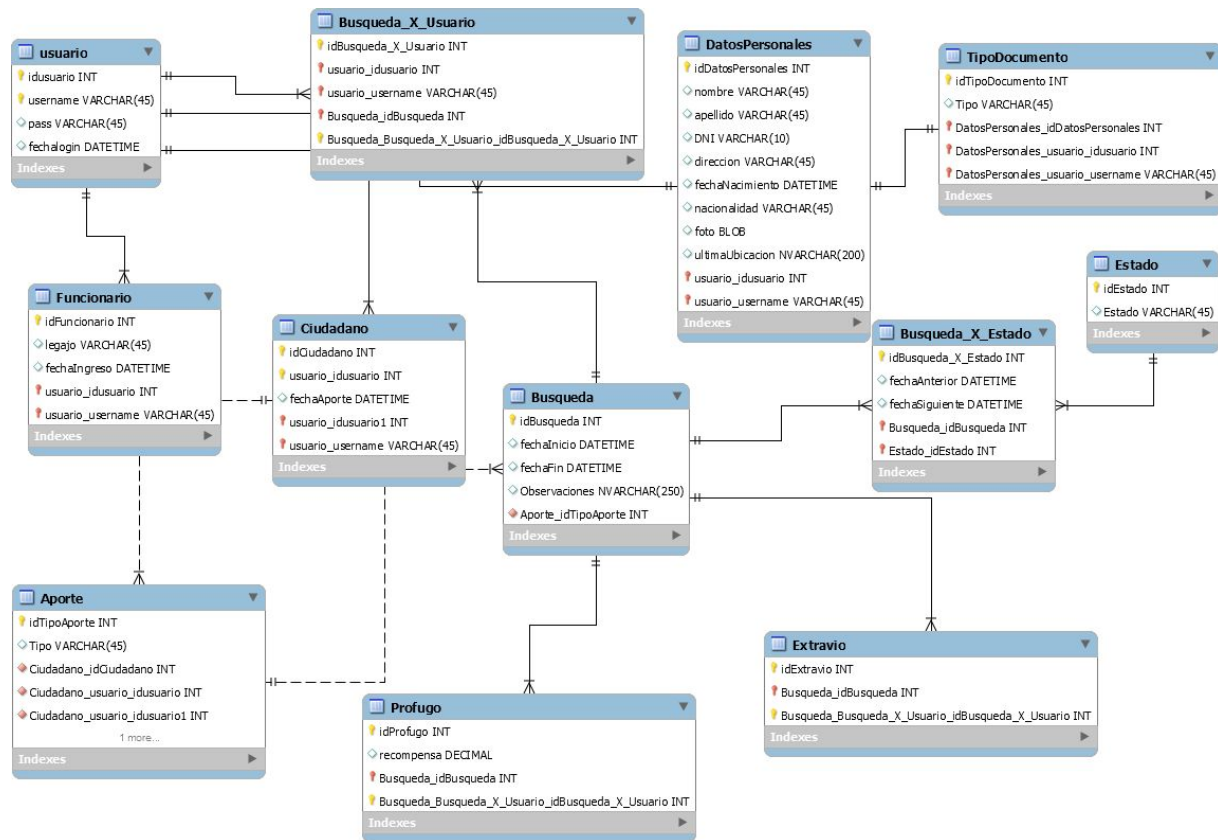 usuario
idusuario INT
username VARCHAR(45)
pass VARCHAR(45)
fechalogin DATETIME
Indexes
Busqueda_X_Usuario
idBusqueda_X_Usuario INT
usuario_idusuario INT
usuario_username VARCHAR(45)
Busqueda_idBusqueda INT
Busqueda_Busqueda_X_Usuario_idBusqueda_X_Usuario INT
Indexes
DatosPersonales
idDatosPersonales INT
nombre VARCHAR(45)
apellido VARCHAR(45)
DNI VARCHAR(10)
direccion VARCHAR(45)
fechaNacimiento DATETIME
nacionalidad VARCHAR(45)
foto BLOB
ultimaUbicacion NVARCHAR(200)
usuario_idusuario INT
usuario_username VARCHAR(45)
Indexes
TipoDocumento
idTipoDocumento INT
Tipo VARCHAR(45)
DatosPersonales_idDatosPersonales INT
DatosPersonales_usuario_idusuario INT
DatosPersonales_usuario_username VARCHAR(45)
Indexes
Estado
idEstado INT
Estado VARCHAR(45)
Indexes
Funcionario
idFuncionario INT
legajo VARCHAR(45)
fechaIngreso DATETIME
usuario_idusuario INT
usuario_username VARCHAR(45)
Indexes
Ciudadano
idCiudadano INT
usuario_idusuario INT
fechaAporte DATETIME
usuario_idusuario1 INT
usuario_username VARCHAR(45)
Indexes
Busqueda
idBusqueda INT
fechaInicio DATETIME
fechaFin DATETIME
Observaciones NVARCHAR(250)
Aporte_idTipoAporte INT
Indexes
Busqueda_X_Estado
idBusqueda_X_Estado INT
fechaAnterior DATETIME
fechaSiguiente DATETIME
Busqueda_idBusqueda INT
Estado_idEstado INT
Indexes
Aporte
idTipoAporte INT
Tipo VARCHAR(45)
Ciudadano_idCiudadano INT
Ciudadano_usuario_idusuario INT
Ciudadano_usuario_idusuario1 INT
1 more...
Indexes
Profugo
idProfugo INT
recompensa DECIMAL
Busqueda_idBusqueda INT
Busqueda_Busqueda_X_Usuario_idBusqueda_X_Usuario INT
Indexes
Extravio
idExtravio INT
Busqueda_idBusqueda INT
Busqueda_Busqueda_X_Usuario_idBusqueda_X_Usuario INT
Indexes